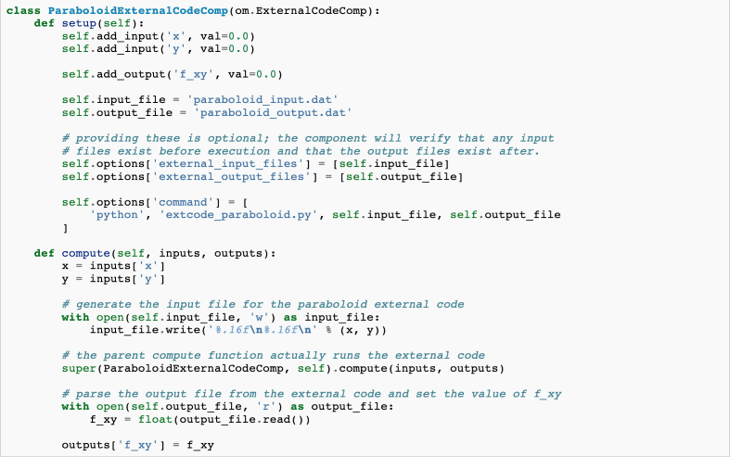 class ParaboloidExternalCodeComp(om.ExternalCodeComp):
    def setup(self):
        self.add_input('x', val=0.0)
        self.add_input('y', val=0.0)

        self.add_output('f_xy', val=0.0)

        self.input_file = 'paraboloid_input.dat'
        self.output_file = 'paraboloid_output.dat'

        # providing these is optional; the component will verify that any input
        # files exist before execution and that the output files exist after.
        self.options['external_input_files'] = [self.input_file]
        self.options['external_output_files'] = [self.output_file]

        self.options['command'] = [
            'python', 'extcode_paraboloid.py', self.input_file, self.output_file
        ]

    def compute(self, inputs, outputs):
        x = inputs['x']
        y = inputs['y']

        # generate the input file for the paraboloid external code
        with open(self.input_file, 'w') as input_file:
            input_file.write('%.16f\n%.16f\n' % (x, y))

        # the parent compute function actually runs the external code
        super(ParaboloidExternalCodeComp, self).compute(inputs, outputs)

        # parse the output file from the external code and set the value of f_xy
        with open(self.output_file, 'r') as output_file:
            f_xy = float(output_file.read())

        outputs['f_xy'] = f_xy